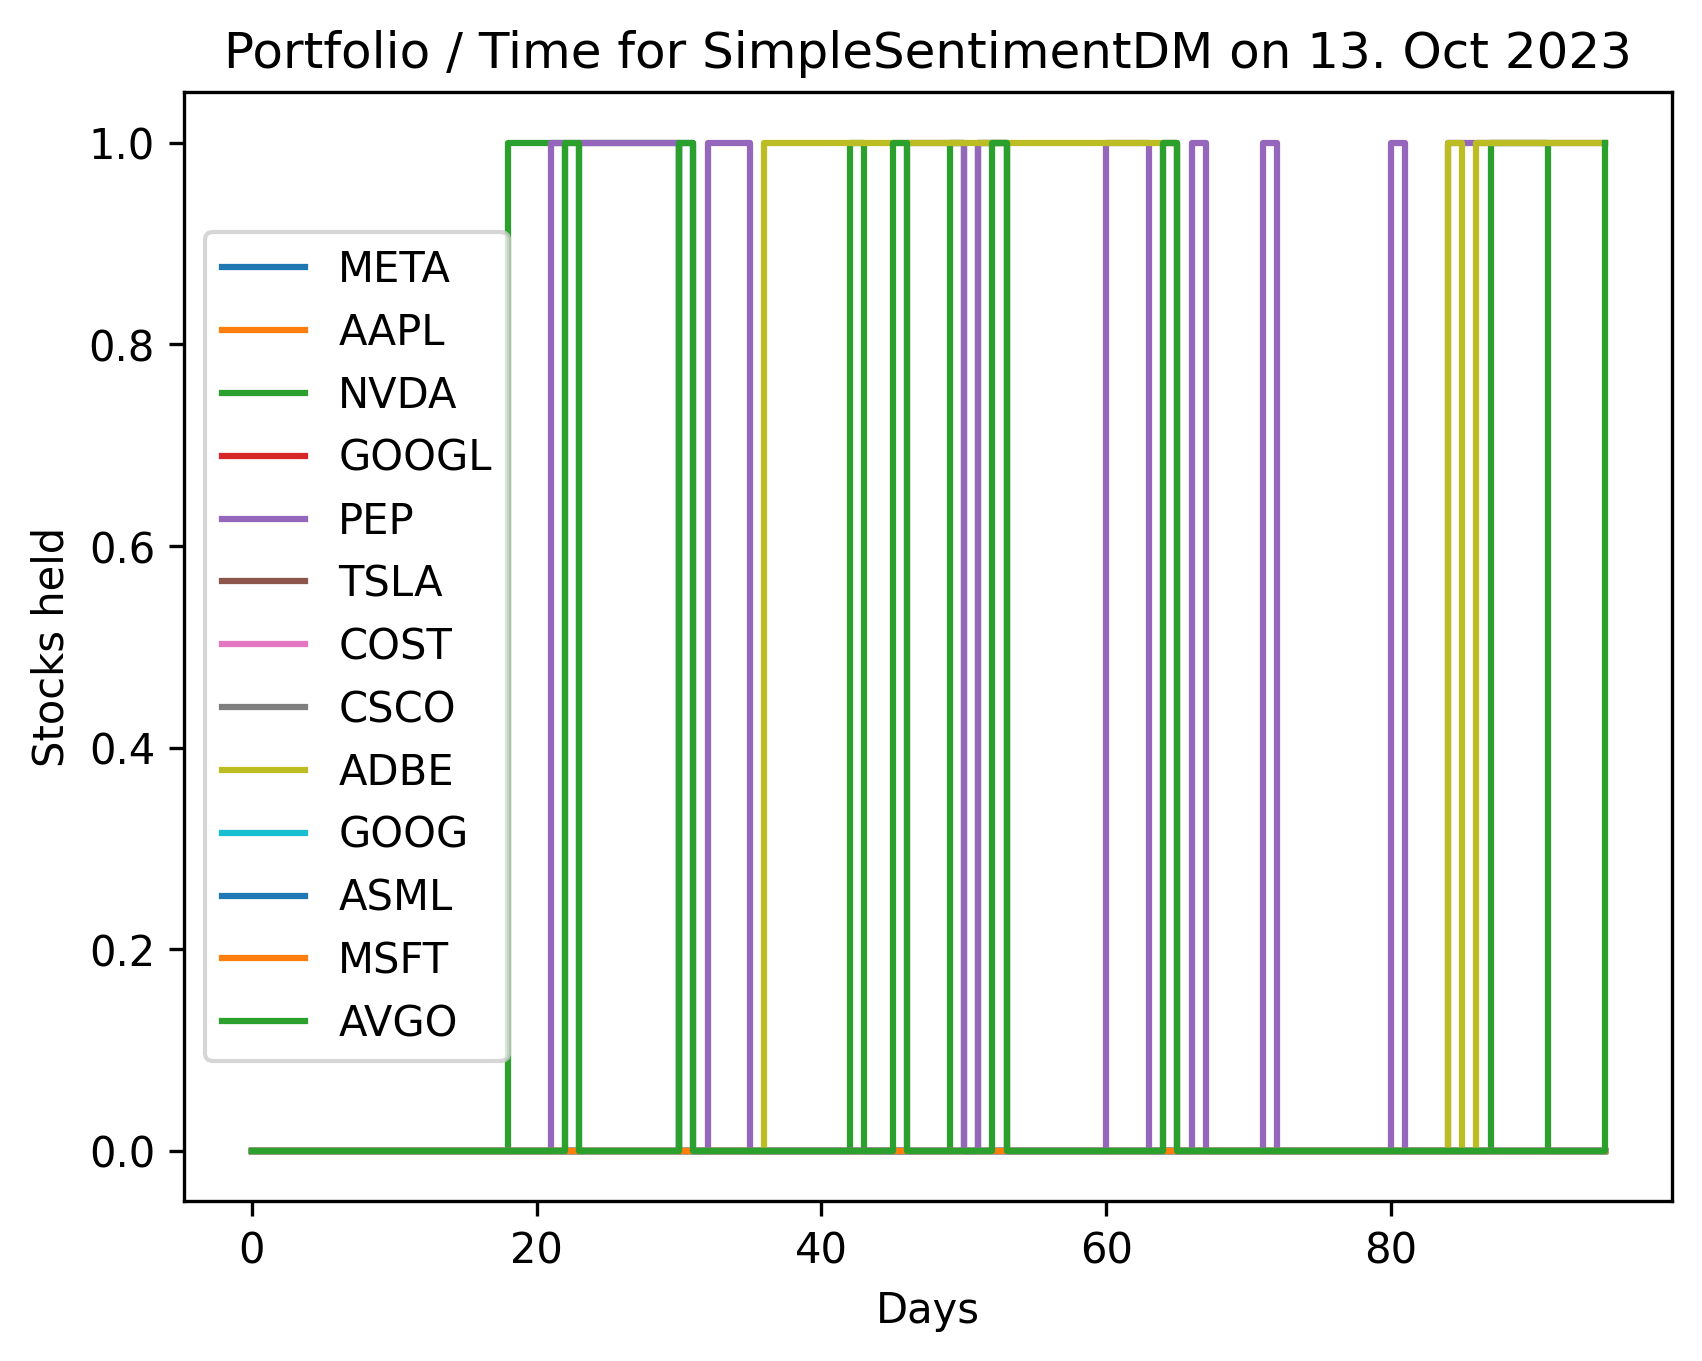 Portfolio / Time for SimpleSentimentDM on 13. Oct 2023
1.0
0.8
0.6
0.4
0.2
0.0
Stocks held
META
AAPL
NVDA
GOOGL
PEP
TSLA
COST
CSCO
ADBE
GOOG
ASML
MSFT
AVGO
0 20 40 60 80
Days